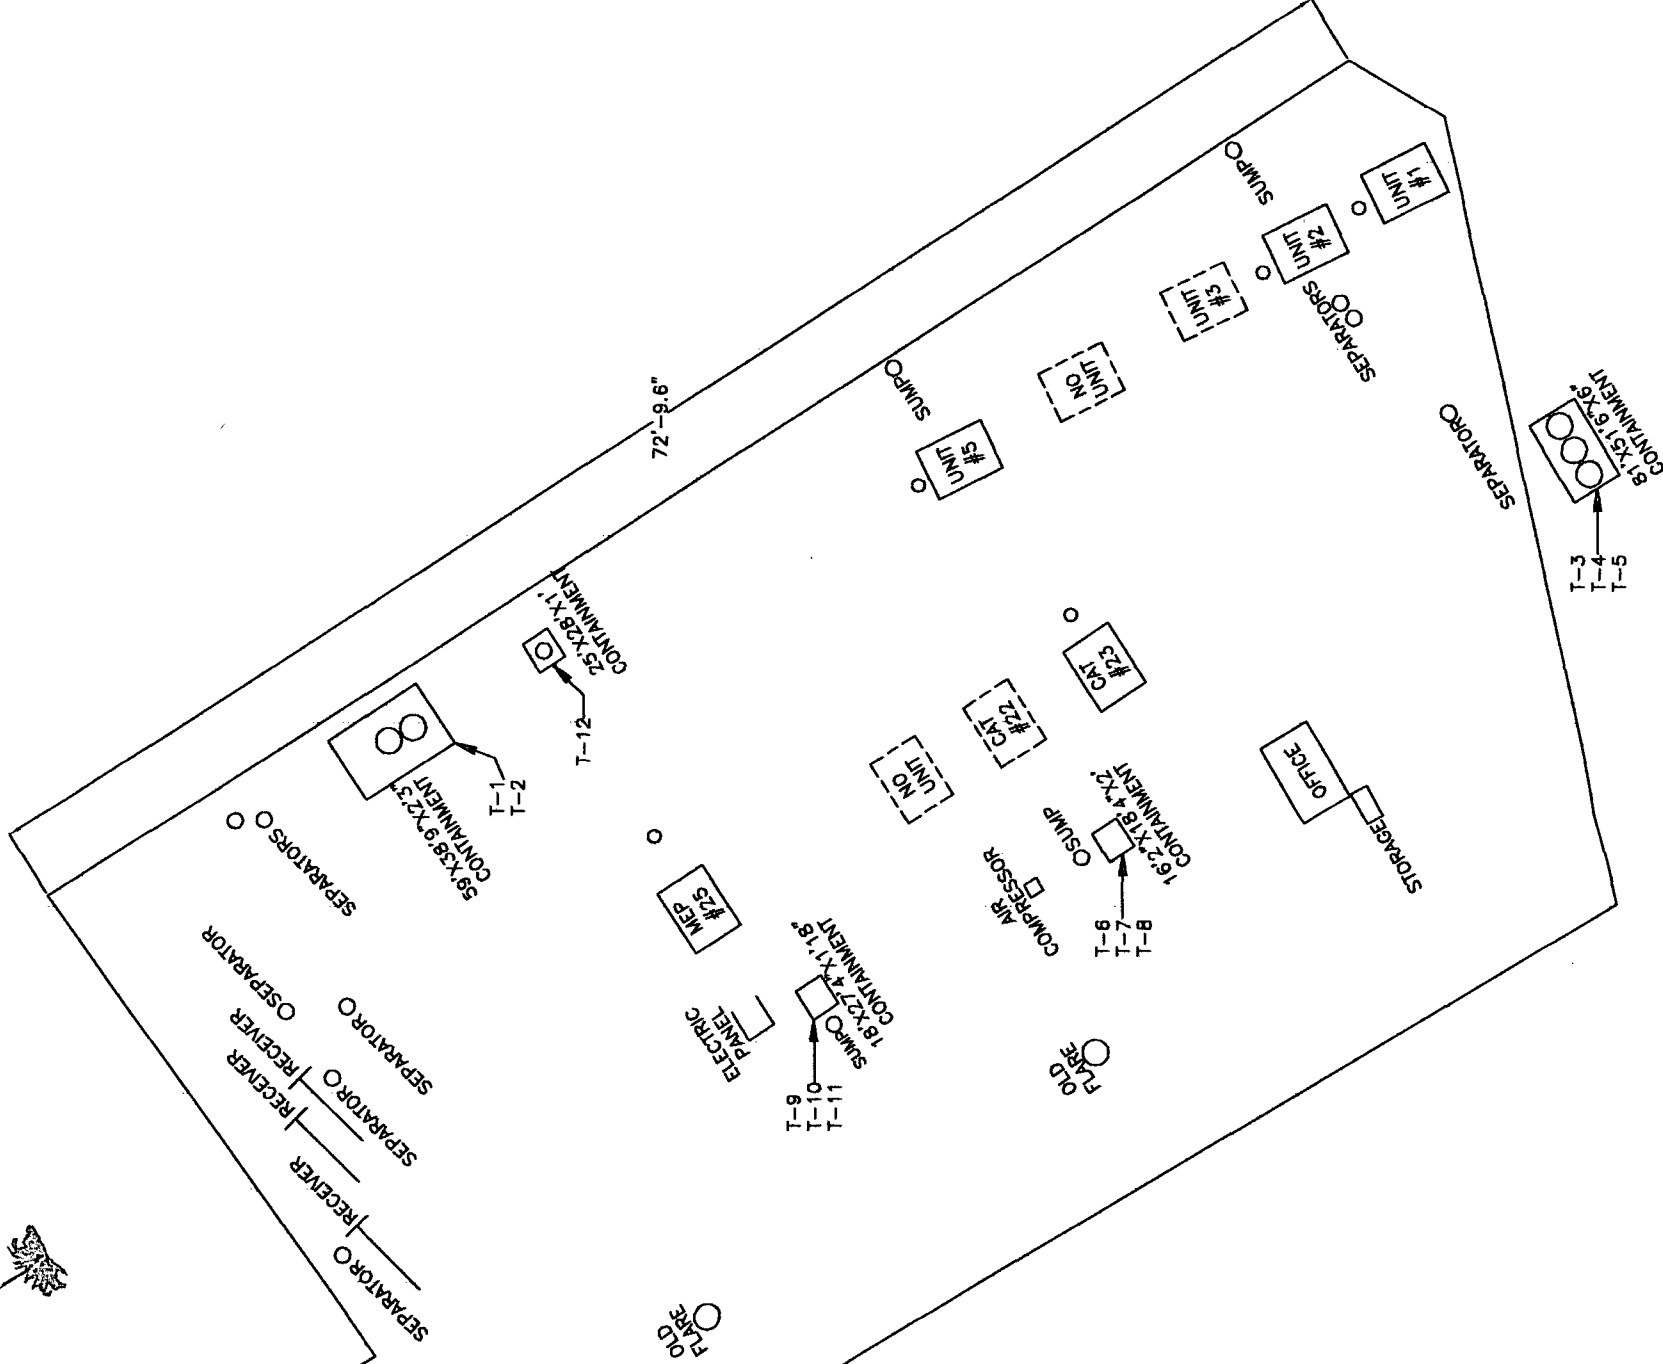 72'-9.6"
SUMP
UNIT
#1
UNIT
#2
SEPARATORS
UNIT
#3
NO
UNIT
SUMP
UNIT
#5
SEPARATOR
81'X51'6"X6"
CONTAINMENT
T-3
T-4
T-5
25'X28'X1'
CONTAINMENT
T-12
59'X38'9"X2'3"
CONTAINMENT
T-1
T-2
SEPARATORS
CAT
#23
CAT
#22
NO
UNIT
OFFICE
STORAGE
SUMP
AIR
COMPRESSOR
16'2"X18'4"X2'
CONTAINMENT
T-6
T-7
T-8
MEP
#25
ELECTRIC
PANEL
SUMP
18'X27'4"X1'18"
CONTAINMENT
T-9
T-10
T-11
SEPARATOR
RECEIVER
RECEIVER
SEPARATOR
SEPARATOR
RECEIVER
SEPARATOR
OLD
FLARE
OLD
FLARE